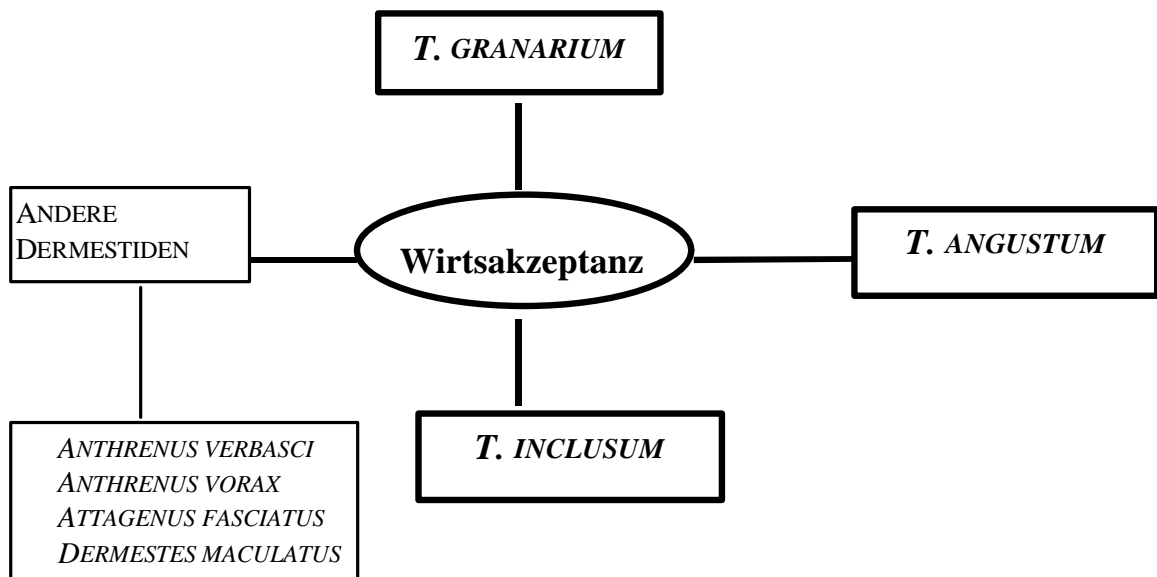 T. GRANARIUM
ANDERE
DERMESTIDEN
Wirtsakzeptanz
T. ANGUSTUM
T. INCLUSUM
ANTHRENUS VERBASCI
ANTHRENUS VORAX
ATTAGENUS FASCIATUS
DERMESTES MACULATUS